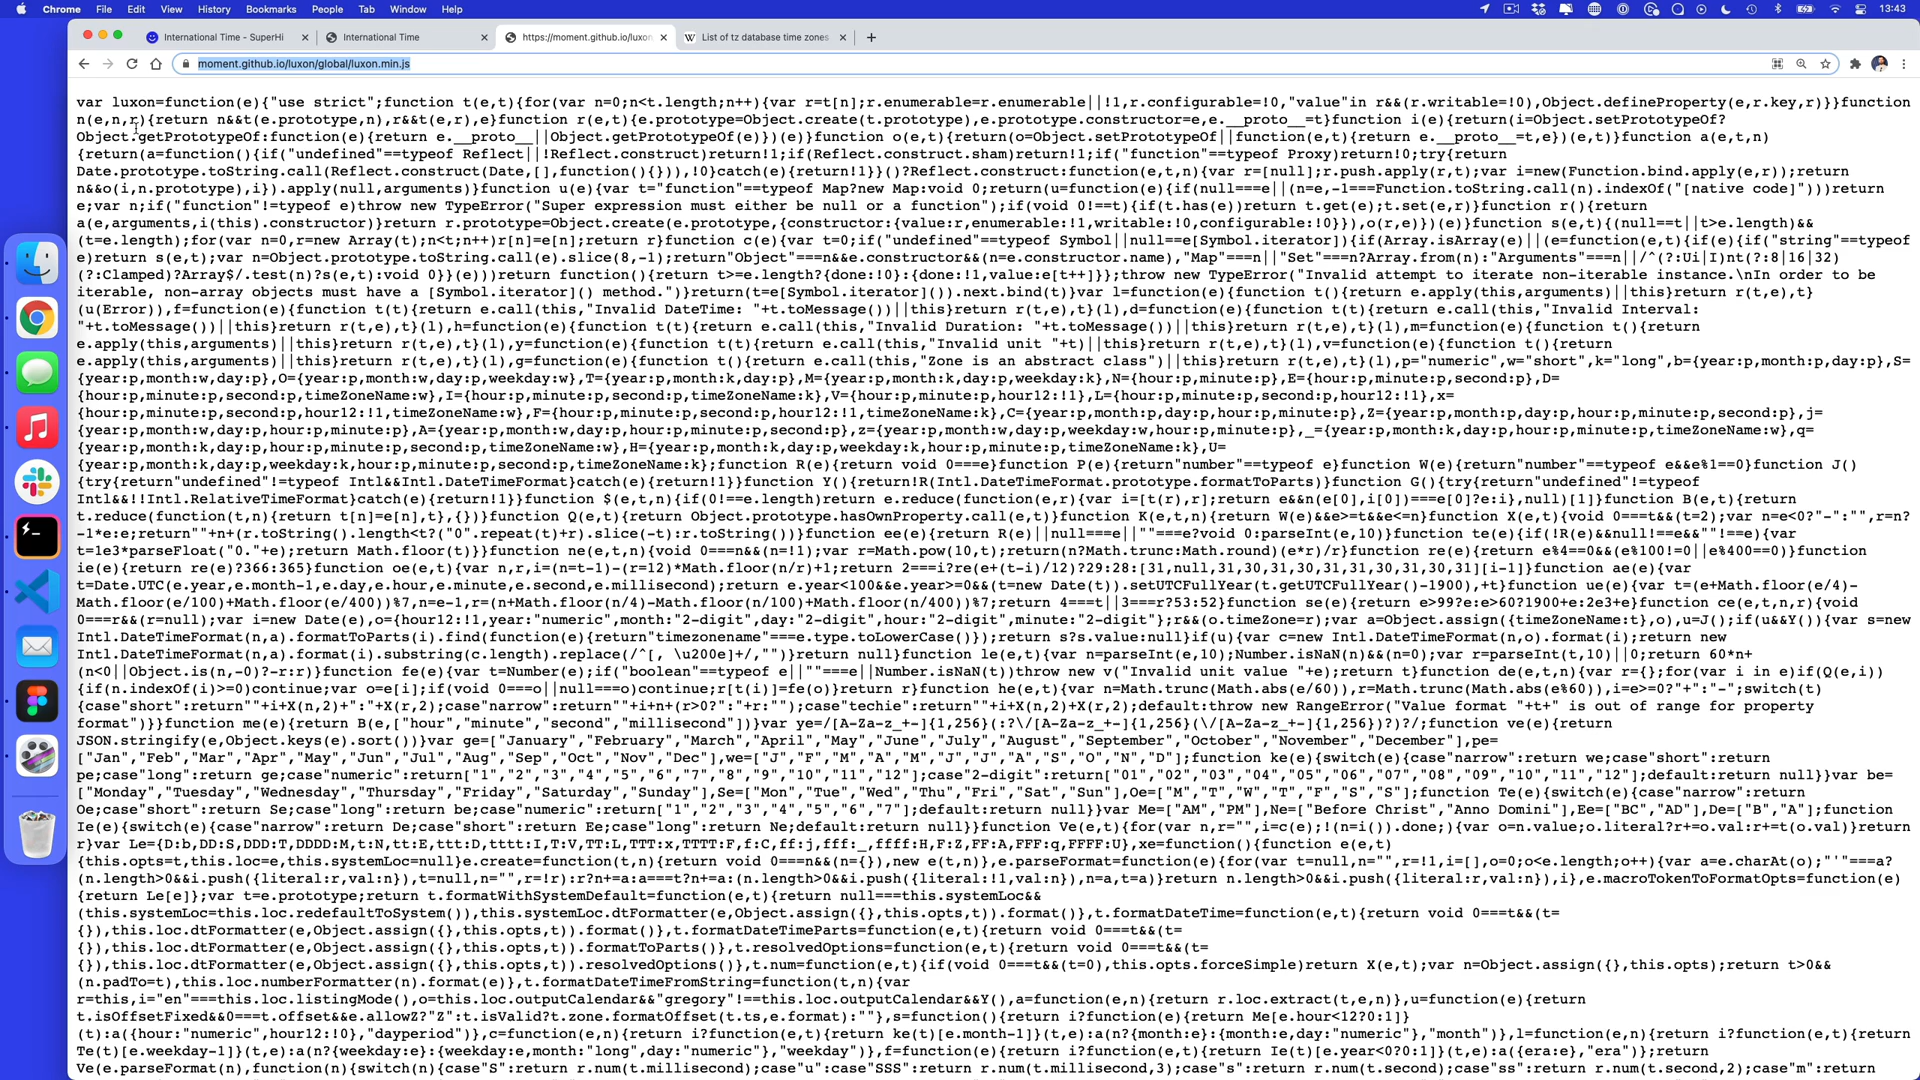 Chrome File Edit View History Bookmarks People Tab Window Help 13:43
International Time - SuperHi International Time https://moment.github.io/luxon List of tz database time zones
moment.github.io/luxon/global/luxon.min.js
var luxon=function(e){"use strict";function t(e,t){for(var n=0;n<t.length;n++){var r=t[n];r.enumerable=r.enumerable||!1,r.configurable=!0,"value"in r&&(r.writable=!0),Object.defineProperty(e,r.key,r)}}function
n(e,n,r){return n&&t(e.prototype,n),r&&t(e,r),e}function r(e,t){e.prototype=Object.create(t.prototype),e.prototype.constructor=e,e.__proto__=t}function i(e){return(i=Object.setPrototypeOf?
Object.getPrototypeOf:function(e){return e.__proto__||Object.getPrototypeOf(e)})(e)}function o(e,t){return(o=Object.setPrototypeOf||function(e,t){return e.__proto__=t,e})(e,t)}function a(e,t,n)
{return(a=function(){if("undefined"==typeof Reflect||!Reflect.construct)return!1;if(Reflect.construct.sham)return!1;if("function"==typeof Proxy)return!0;try{return
Date.prototype.toString.call(Reflect.construct(Date,[],function(){})),!0}catch(e){return!1}}()?Reflect.construct:function(e,t,n){var r=[null];r.push.apply(r,t);var i=new(Function.bind.apply(e,r));return
n&&o(i,n.prototype),i}).apply(null,arguments)}function u(e){var t="function"==typeof Map?new Map:void 0;return(u=function(e){if(null===e||(n=e,-1===Function.toString.call(n).indexOf("[native code]")))return
e;var n;if("function"!=typeof e)throw new TypeError("Super expression must either be null or a function");if(void 0!==t){if(t.has(e))return t.get(e);t.set(e,r)}function r(){return
a(e,arguments,i(this).constructor)}return r.prototype=Object.create(e.prototype,{constructor:{value:r,enumerable:!1,writable:!0,configurable:!0}}),o(r,e)})(e)}function s(e,t){(null==t||t>e.length)&&
(t=e.length);for(var n=0,r=new Array(t);n<t;n++)r[n]=e[n];return r}function c(e){var t=0;if("undefined"==typeof Symbol||null==e[Symbol.iterator]){if(Array.isArray(e)||(e=function(e,t){if(e){if("string"==typeof
e)return s(e,t);var n=Object.prototype.toString.call(e).slice(8,-1);return"Object"===n&&e.constructor&&(n=e.constructor.name),"Map"===n||"Set"===n?Array.from(n):"Arguments"===n||/^(?:Ui|I)nt(?:8|16|32)
(?:Clamped)?Array$/.test(n)?s(e,t):void 0}}(e)))return function(){return t>=e.length?{done:!0}:{done:!1,value:e[t++]}};throw new TypeError("Invalid attempt to iterate non-iterable instance.\nIn order to be
iterable, non-array objects must have a [Symbol.iterator]() method.")}return(t=e[Symbol.iterator]()).next.bind(t)}var l=function(e){function t(){return e.apply(this,arguments)||this}return r(t,e),t}
(u(Error)),f=function(e){function t(t){return e.call(this,"Invalid DateTime: "+t.toMessage())||this}return r(t,e),t}(l),d=function(e){function t(t){return e.call(this,"Invalid Interval:
"+t.toMessage())||this}return r(t,e),t}(l),h=function(e){function t(t){return e.call(this,"Invalid Duration: "+t.toMessage())||this}return r(t,e),t}(l),m=function(e){function t(){return
e.apply(this,arguments)||this}return r(t,e),t}(l),y=function(e){function t(t){return e.call(this,"Invalid unit "+t)||this}return r(t,e),t}(l),v=function(e){function t(){return
e.apply(this,arguments)||this}return r(t,e),t}(l),g=function(e){function t(){return e.call(this,"Zone is an abstract class")||this}return r(t,e),t}(l),p="numeric",w="short",k="long",b={year:p,month:p,day:p},S=
{year:p,month:w,day:p},O={year:p,month:w,day:p,weekday:w},T={year:p,month:k,day:p},M={year:p,month:k,day:p,weekday:k},N={hour:p,minute:p},E={hour:p,minute:p,second:p},D=
{hour:p,minute:p,second:p,timeZoneName:w},I={hour:p,minute:p,second:p,timeZoneName:k},V={hour:p,minute:p,hour12:!1},L={hour:p,minute:p,second:p,hour12:!1},x=
{hour:p,minute:p,second:p,hour12:!1,timeZoneName:w},F={hour:p,minute:p,second:p,hour12:!1,timeZoneName:k},C={year:p,month:p,day:p,hour:p,minute:p},Z={year:p,month:p,day:p,hour:p,minute:p,second:p},j=
{year:p,month:w,day:p,hour:p,minute:p},A={year:p,month:w,day:p,hour:p,minute:p,second:p},z={year:p,month:w,day:p,weekday:w,hour:p,minute:p},_={year:p,month:k,day:p,hour:p,minute:p,timeZoneName:w},q=
{year:p,month:k,day:p,hour:p,minute:p,second:p,timeZoneName:w},H={year:p,month:k,day:p,weekday:k,hour:p,minute:p,timeZoneName:k},U=
{year:p,month:k,day:p,weekday:k,hour:p,minute:p,second:p,timeZoneName:k};function R(e){return void 0===e}function P(e){return"number"==typeof e}function W(e){return"number"==typeof e&&e%1==0}function J()
{try{return"undefined"!=typeof Intl&&Intl.DateTimeFormat}catch(e){return!1}}function Y(){return!R(Intl.DateTimeFormat.prototype.formatToParts)}function G(){try{return"undefined"!=typeof
Intl&&!!Intl.RelativeTimeFormat}catch(e){return!1}}function $(e,t,n){if(0!==e.length)return e.reduce(function(e,r){var i=[t(r),r];return e&&n(e[0],i[0])===e[0]?e:i},null)[1]}function B(e,t){return
t.reduce(function(t,n){return t[n]=e[n],t},{})}function Q(e,t){return Object.prototype.hasOwnProperty.call(e,t)}function K(e,t,n){return W(e)&&e>=t&&e<=n}function X(e,t){void 0===t&&(t=2);var n=e<0?"-":"",r=n?
-1*e:e;return""+n+(r.toString().length<t?("0".repeat(t)+r).slice(-t):r.toString())}function ee(e){return R(e)||null===e||""===e?void 0:parseInt(e,10)}function te(e){if(!R(e)&&null!==e&&""!==e){var
t=1e3*parseFloat("0."+e);return Math.floor(t)}}function ne(e,t,n){void 0===n&&(n=!1);var r=Math.pow(10,t);return(n?Math.trunc:Math.round)(e*r)/r}function re(e){return e%4==0&&(e%100!=0||e%400==0)}function
ie(e){return re(e)?366:365}function oe(e,t){var n,r,i=(n=t-1)-(r=12)*Math.floor(n/r)+1;return 2===i?re(e+(t-i)/12)?29:28:[31,null,31,30,31,30,31,31,30,31,30,31][i-1]}function ae(e){var
t=Date.UTC(e.year,e.month-1,e.day,e.hour,e.minute,e.second,e.millisecond);return e.year<100&&e.year>=0&&(t=new Date(t)).setUTCFullYear(t.getUTCFullYear()-1900),+t}function ue(e){var t=(e+Math.floor(e/4)-
Math.floor(e/100)+Math.floor(e/400))%7,n=e-1,r=(n+Math.floor(n/4)-Math.floor(n/100)+Math.floor(n/400))%7;return 4===t||3===r?53:52}function se(e){return e>99?e:e>60?1900+e:2e3+e}function ce(e,t,n,r){void
0===r&&(r=null);var i=new Date(e),o={hour12:!1,year:"numeric",month:"2-digit",day:"2-digit",hour:"2-digit",minute:"2-digit"};r&&(o.timeZone=r);var a=Object.assign({timeZoneName:t},o),u=J();if(u&&Y()){var s=new
Intl.DateTimeFormat(n,a).formatToParts(i).find(function(e){return"timezonename"===e.type.toLowerCase()});return s?s.value:null}if(u){var c=new Intl.DateTimeFormat(n,o).format(i);return new
Intl.DateTimeFormat(n,a).format(i).substring(c.length).replace(/^[, \u200e]+/,"")}return null}function le(e,t){var n=parseInt(e,10);Number.isNaN(n)&&(n=0);var r=parseInt(t,10)||0;return 60*n+
(n<0||Object.is(n,-0)?-r:r)}function fe(e){var t=Number(e);if("boolean"==typeof e||""===e||Number.isNaN(t))throw new v("Invalid unit value "+e);return t}function de(e,t,n){var r={};for(var i in e)if(Q(e,i))
{if(n.indexOf(i)>=0)continue;var o=e[i];if(void 0===o||null===o)continue;r[t(i)]=fe(o)}return r}function he(e,t){var n=Math.trunc(Math.abs(e/60)),r=Math.trunc(Math.abs(e%60)),i=e>=0?"+":"-";switch(t)
{case"short":return""+i+X(n,2)+":"+X(r,2);case"narrow":return""+i+n+(r>0?":"+r:"");case"techie":return""+i+X(n,2)+X(r,2);default:throw new RangeError("Value format "+t+" is out of range for property
format")}}function me(e){return B(e,["hour","minute","second","millisecond"])}var ye=/[A-Za-z_+-]{1,256}(:?\/[A-Za-z_+-]{1,256}(\/[A-Za-z_+-]{1,256})?)?/;function ve(e){return
JSON.stringify(e,Object.keys(e).sort())}var ge=["January","February","March","April","May","June","July","August","September","October","November","December"],pe=
["Jan","Feb","Mar","Apr","May","Jun","Jul","Aug","Sep","Oct","Nov","Dec"],we=["J","F","M","A","M","J","J","A","S","O","N","D"];function ke(e){switch(e){case"narrow":return we;case"short":return
pe;case"long":return ge;case"numeric":return["1","2","3","4","5","6","7","8","9","10","11","12"];case"2-digit":return["01","02","03","04","05","06","07","08","09","10","11","12"];default:return null}}var be=
["Monday","Tuesday","Wednesday","Thursday","Friday","Saturday","Sunday"],Se=["Mon","Tue","Wed","Thu","Fri","Sat","Sun"],Oe=["M","T","W","T","F","S","S"];function Te(e){switch(e){case"narrow":return
Oe;case"short":return Se;case"long":return be;case"numeric":return["1","2","3","4","5","6","7"];default:return null}}var Me=["AM","PM"],Ne=["Before Christ","Anno Domini"],Ee=["BC","AD"],De=["B","A"];function
Ie(e){switch(e){case"narrow":return De;case"short":return Ee;case"long":return Ne;default:return null}}function Ve(e,t){for(var n,r="",i=c(e);!(n=i()).done;){var o=n.value;o.literal?r+=o.val:r+=t(o.val)}return
r}var Le={D:b,DD:S,DDD:T,DDDD:M,t:N,tt:E,ttt:D,tttt:I,T:V,TT:L,TTT:x,TTTT:F,f:C,ff:j,fff:_,ffff:H,F:Z,FF:A,FFF:q,FFFF:U},xe=function(){function e(e,t)
{this.opts=t,this.loc=e,this.systemLoc=null}e.create=function(t,n){return void 0===n&&(n={}),new e(t,n)},e.parseFormat=function(e){for(var t=null,n="",r=!1,i=[],o=0;o<e.length;o++){var a=e.charAt(o);"'"===a?
(n.length>0&&i.push({literal:r,val:n}),t=null,n="",r=!r):r?n+=a:a===t?n+=a:(n.length>0&&i.push({literal:!1,val:n}),n=a,t=a)}return n.length>0&&i.push({literal:r,val:n}),i},e.macroTokenToFormatOpts=function(e)
{return Le[e]};var t=e.prototype;return t.formatWithSystemDefault=function(e,t){return null===this.systemLoc&&
(this.systemLoc=this.loc.redefaultToSystem()),this.systemLoc.dtFormatter(e,Object.assign({},this.opts,t)).format()},t.formatDateTime=function(e,t){return void 0===t&&(t=
{}),this.loc.dtFormatter(e,Object.assign({},this.opts,t)).format()},t.formatDateTimeParts=function(e,t){return void 0===t&&(t=
{}),this.loc.dtFormatter(e,Object.assign({},this.opts,t)).formatToParts()},t.resolvedOptions=function(e,t){return void 0===t&&(t=
{}),this.loc.dtFormatter(e,Object.assign({},this.opts,t)).resolvedOptions()},t.num=function(e,t){if(void 0===t&&(t=0),this.opts.forceSimple)return X(e,t);var n=Object.assign({},this.opts);return t>0&&
(n.padTo=t),this.loc.numberFormatter(n).format(e)},t.formatDateTimeFromString=function(t,n){var
r=this,i="en"===this.loc.listingMode(),o=this.loc.outputCalendar&&"gregory"!==this.loc.outputCalendar&&Y(),a=function(e,n){return r.loc.extract(t,e,n)},u=function(e){return
t.isOffsetFixed&&0===t.offset&&e.allowZ?"Z":t.isValid?t.zone.formatOffset(t.ts,e.format):""},s=function(){return i?function(e){return Me[e.hour<12?0:1]}
(t):a({hour:"numeric",hour12:!0},"dayperiod")},c=function(e,n){return i?function(e,t){return ke(t)[e.month-1]}(t,e):a(n?{month:e}:{month:e,day:"numeric"},"month")},l=function(e,n){return i?function(e,t){return
Te(t)[e.weekday-1]}(t,e):a(n?{weekday:e}:{weekday:e,month:"long",day:"numeric"},"weekday")},f=function(e){return i?function(e,t){return Ie(t)[e.year<0?0:1]}(t,e):a({era:e},"era")};return
Ve(e.parseFormat(n),function(n){switch(n){case"S":return r.num(t.millisecond);case"u":case"SSS":return r.num(t.millisecond,3);case"s":return r.num(t.second);case"ss":return r.num(t.second,2);case"m":return